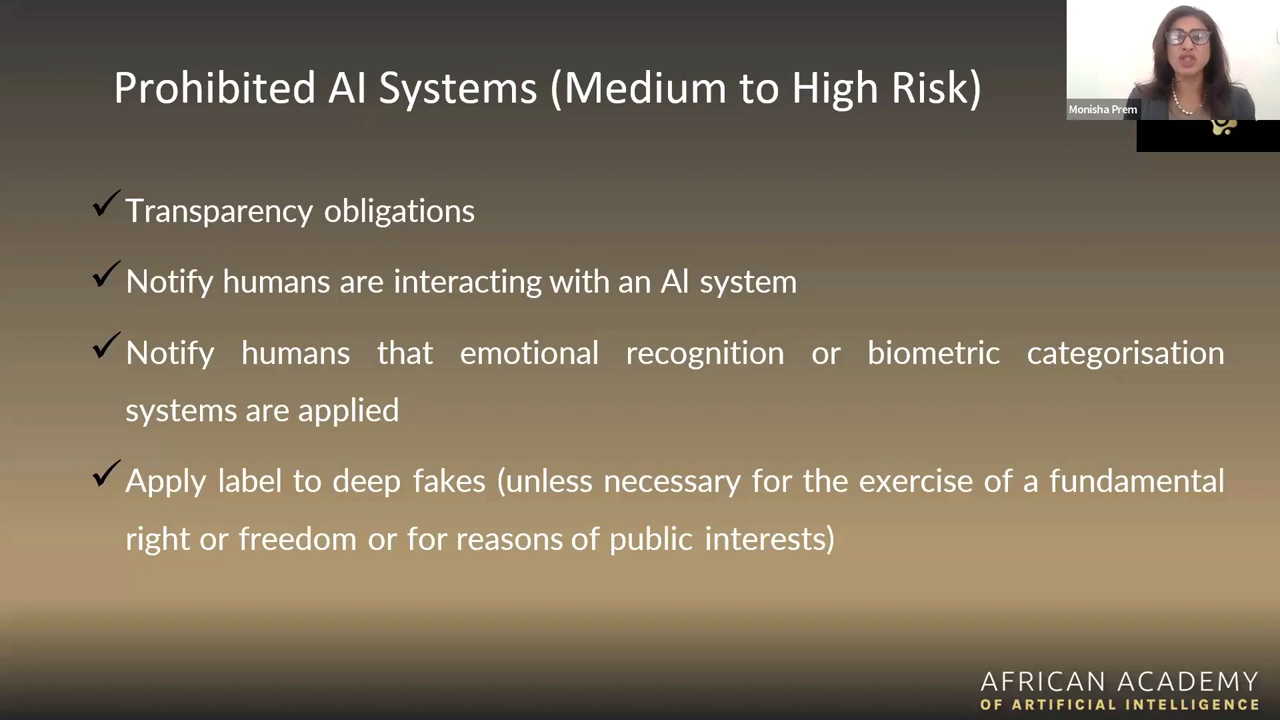 Prohibited AI Systems (Medium to High Risk)
Monisha Prem
Transparency obligations
Notify humans are interacting with an Al system
Notify humans that emotional recognition or biometric categorisation
systems are applied
Apply label to deep fakes (unless necessary for the exercise of a fundamental
right or freedom or for reasons of public interests)
AFRICAN ACADEMY
OF ARTIFICIAL INTELLIGENCE